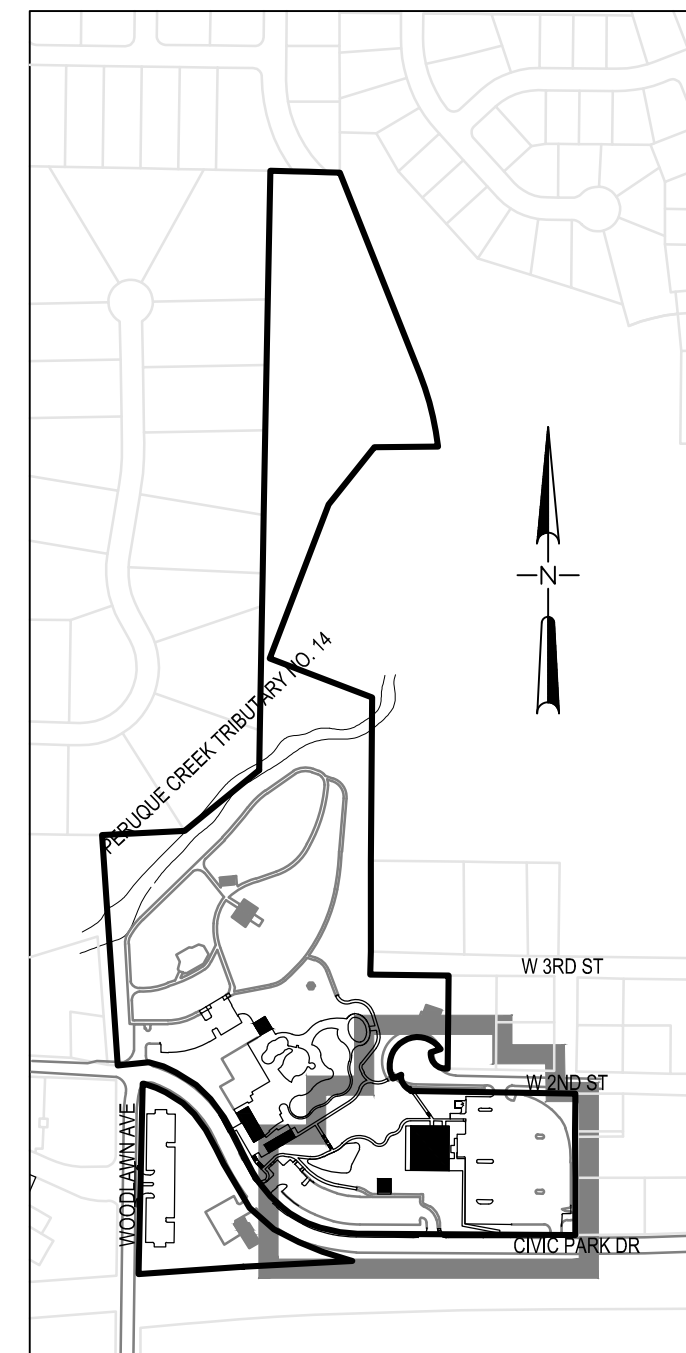 N
PERUQUE CREEK TRIBUTARY NO. 14
W 3RD ST
W 2ND ST
WOODLAWN AVE
CIVIC PARK DR